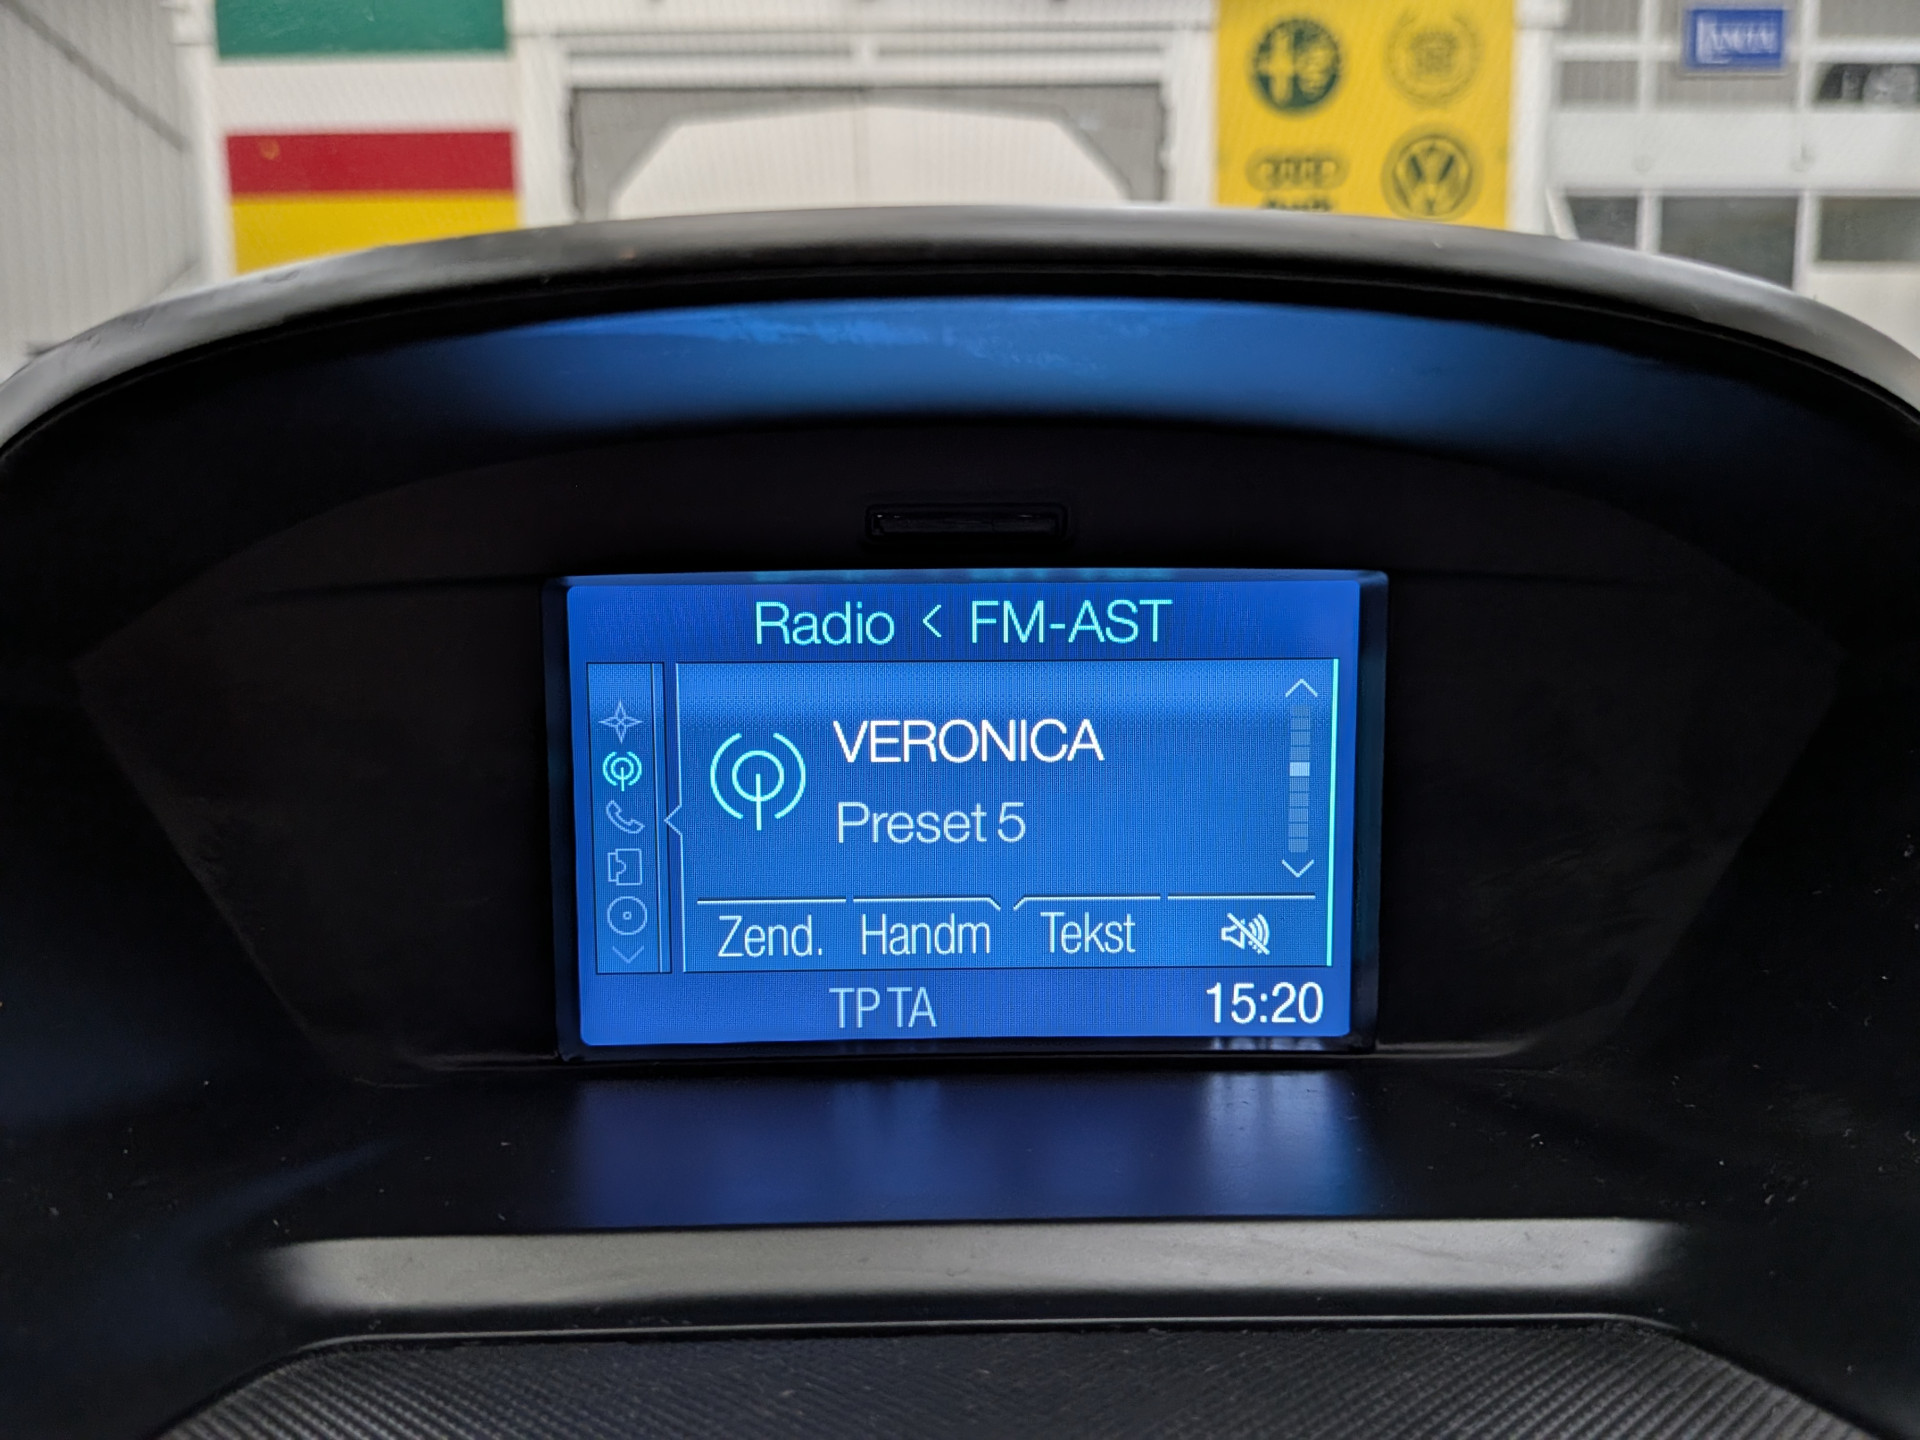 Radio < FM-AST
VERONICA
Preset 5
Zend. Handm Tekst
TP TA 15:20